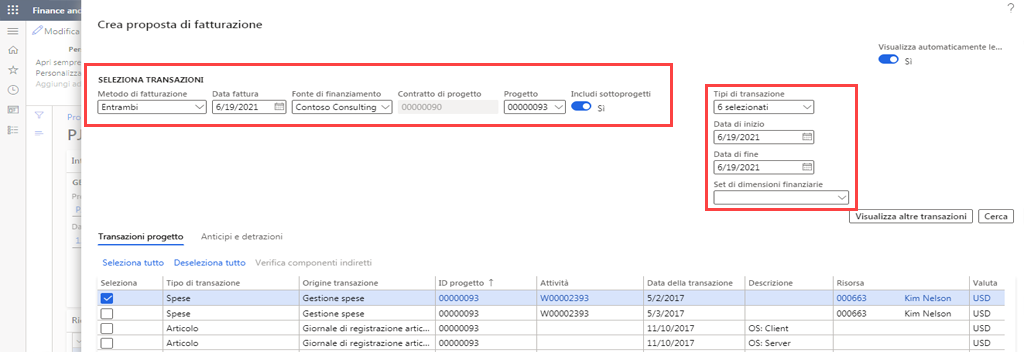 Finance and
?
Modifica
Crea proposta di fatturazione
Visualizza automaticamente le...
Sì
Per
Apri sempre
Personalizza
Aggiungi ad
SELEZIONA TRANSAZIONI
Metodo di fatturazione Data fattura Fonte di finanziamento Contratto di progetto Progetto Includi sottoprogetti
Entrambi 6/19/2021 Contoso Consulting 00000090 00000093 Sì
Tipi di transazione
6 selezionati
Data di inizio
6/19/2021
Data di fine
6/19/2021
Set di dimensioni finanziarie
Pro
PJ
Int
GE
Pro
P
Da
1
Ri
Visualizza altre transazioni Cerca
Transazioni progetto Anticipi e detrazioni
Seleziona tutto Deseleziona tutto Verifica componenti indiretti
Seleziona Tipo di transazione Origine transazione ID progetto ↑ Attività Data della transazione Descrizione Risorsa Valuta
Spese Gestione spese 00000093 W00002393 5/2/2017 000663 Kim Nelson USD
Spese Gestione spese 00000093 W00002393 5/3/2017 000663 Kim Nelson USD
Articolo Giornale di registrazione artic... 00000093 11/10/2017 OS: Client USD
Articolo Giornale di registrazione artic... 00000093 11/10/2017 OS: Server USD